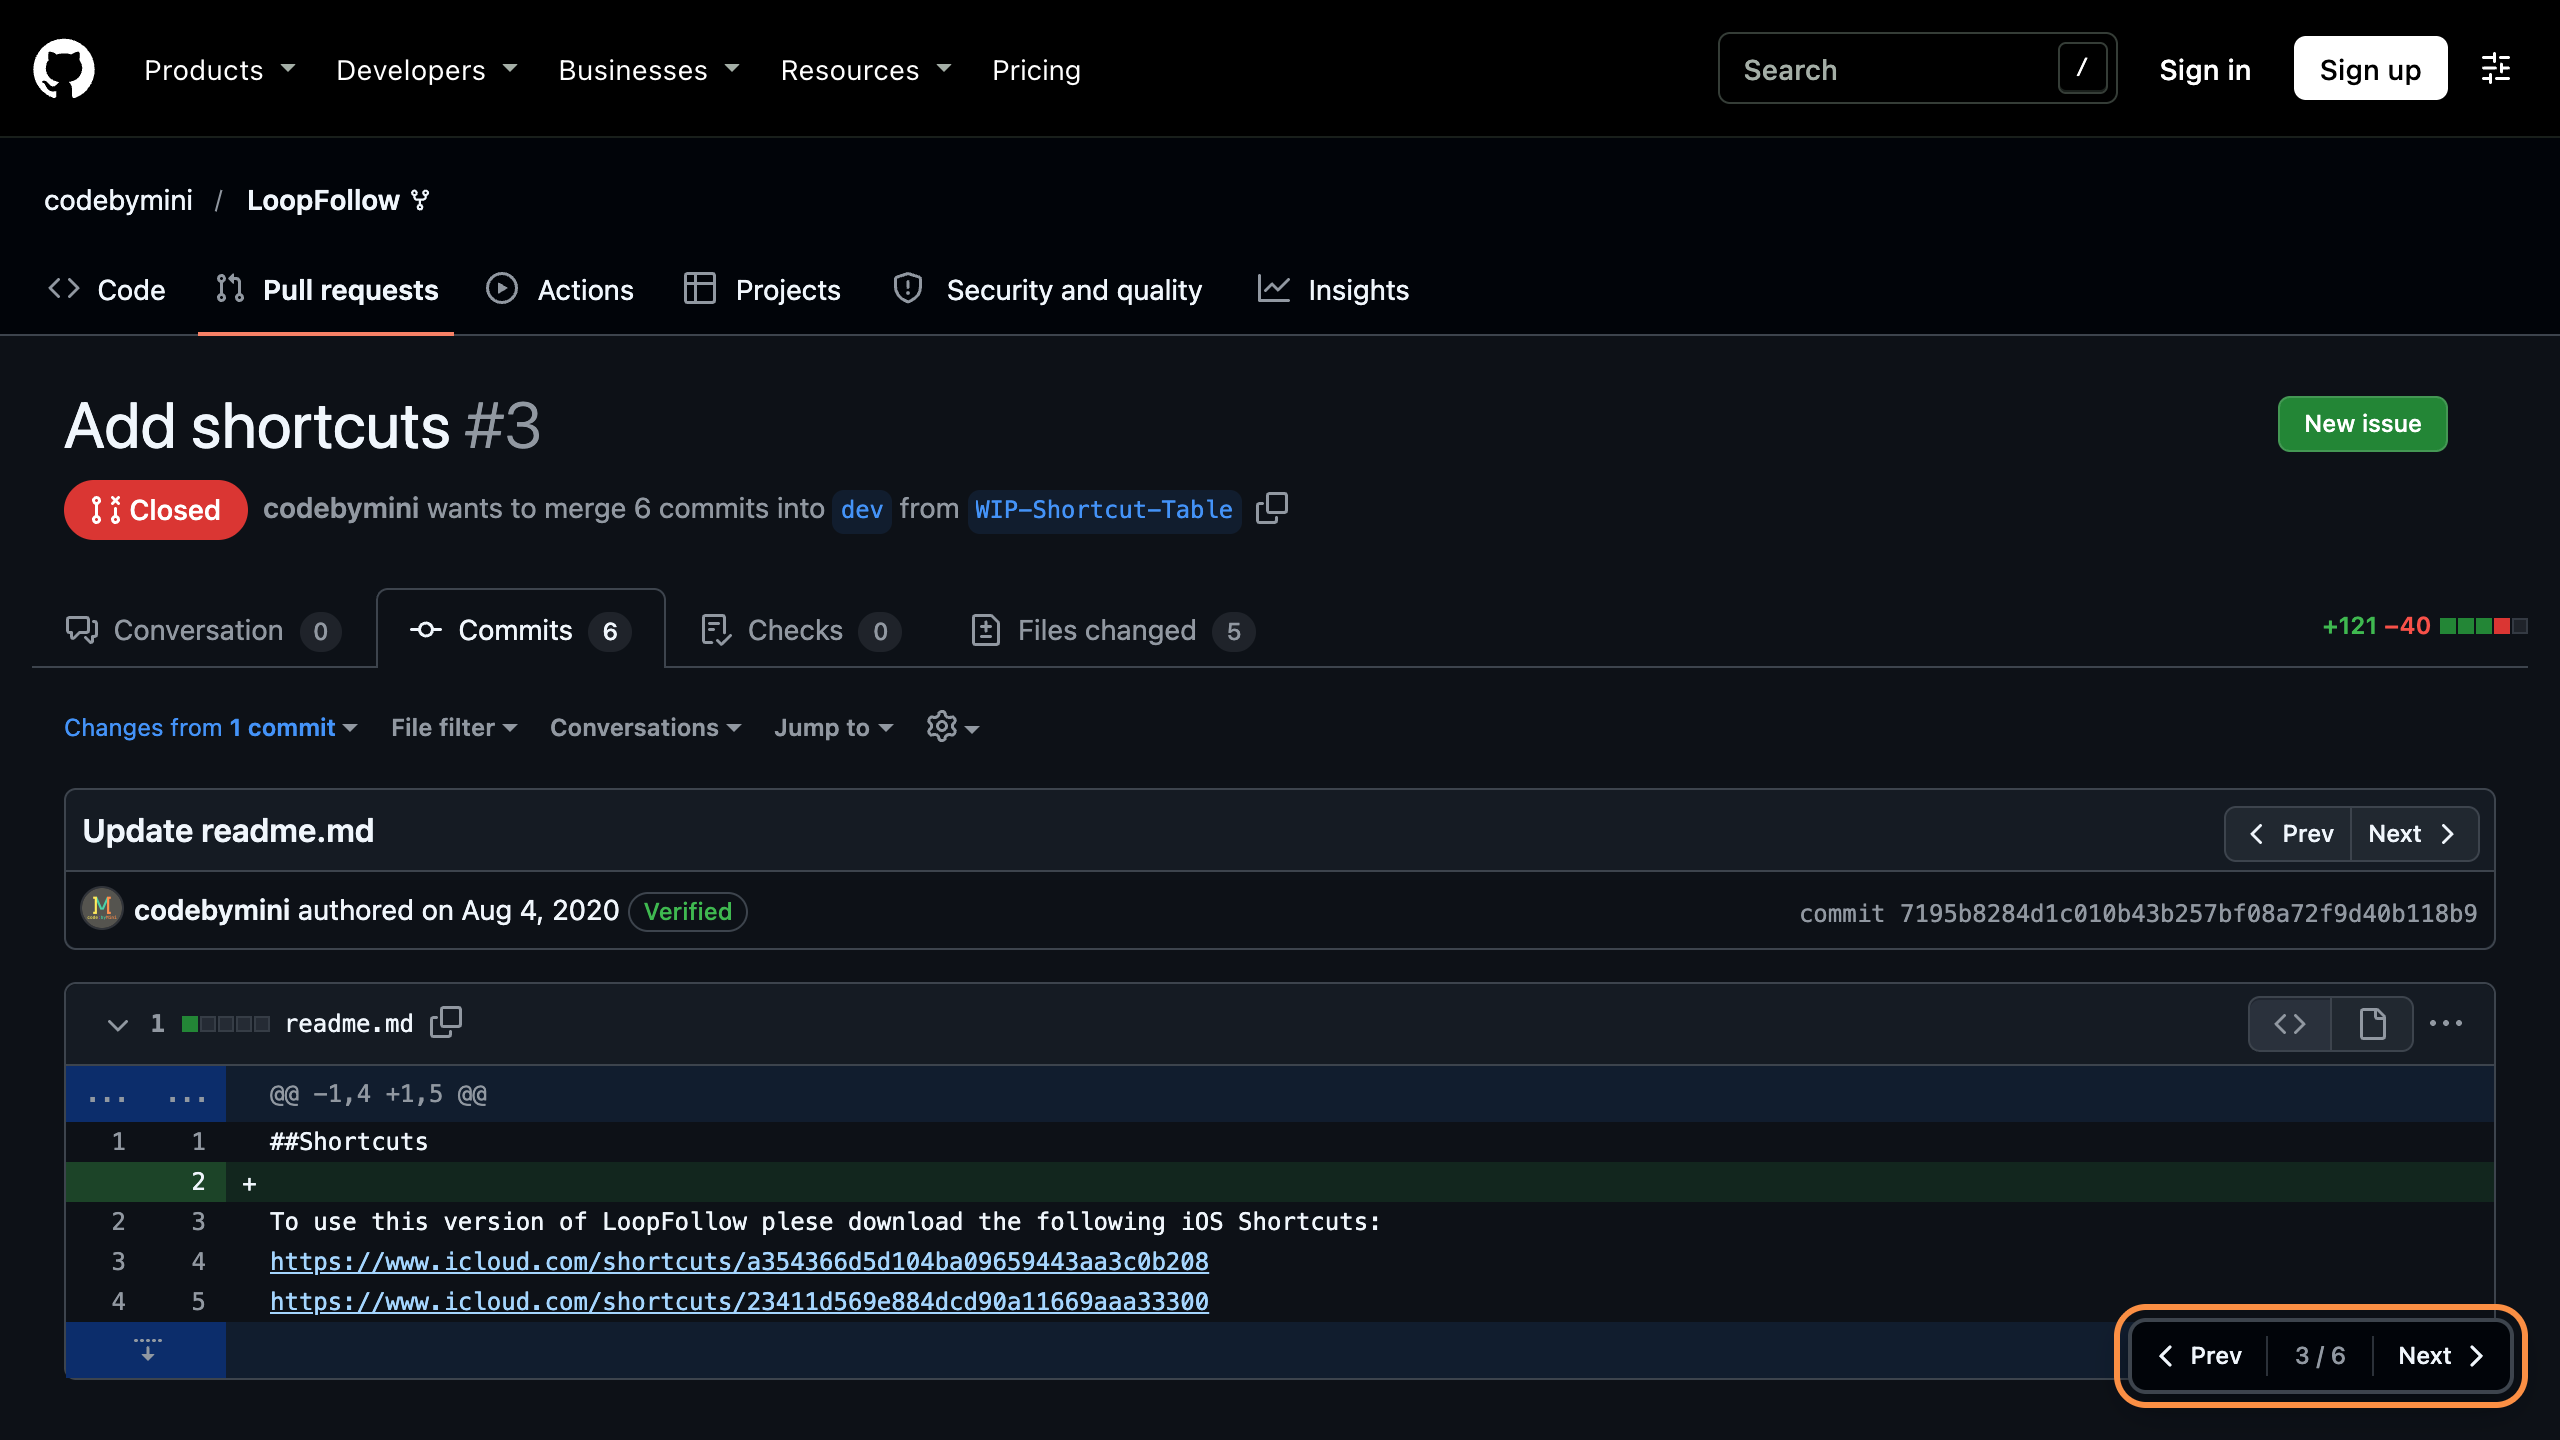 Products Developers Businesses Resources Pricing Search / Sign in Sign up
codebymini / LoopFollow
Code Pull requests Actions Projects Security and quality Insights
Add shortcuts #3 New issue
Closed codebymini wants to merge 6 commits into dev from WIP-Shortcut-Table
Conversation 0 Commits 6 Checks 0 Files changed 5 +121 −40
Changes from 1 commit File filter Conversations Jump to
Update readme.md Prev Next
codebymini authored on Aug 4, 2020 Verified commit 7195b8284d1c010b43b257bf08a72f9d40b118b9
1 readme.md
... ... @@ -1,4 +1,5 @@
1 1 ##Shortcuts
2 +
2 3 To use this version of LoopFollow plese download the following iOS Shortcuts:
3 4 https://www.icloud.com/shortcuts/a354366d5d104ba09659443aa3c0b208
4 5 https://www.icloud.com/shortcuts/23411d569e884dcd90a11669aaa33300
Prev 3 / 6 Next